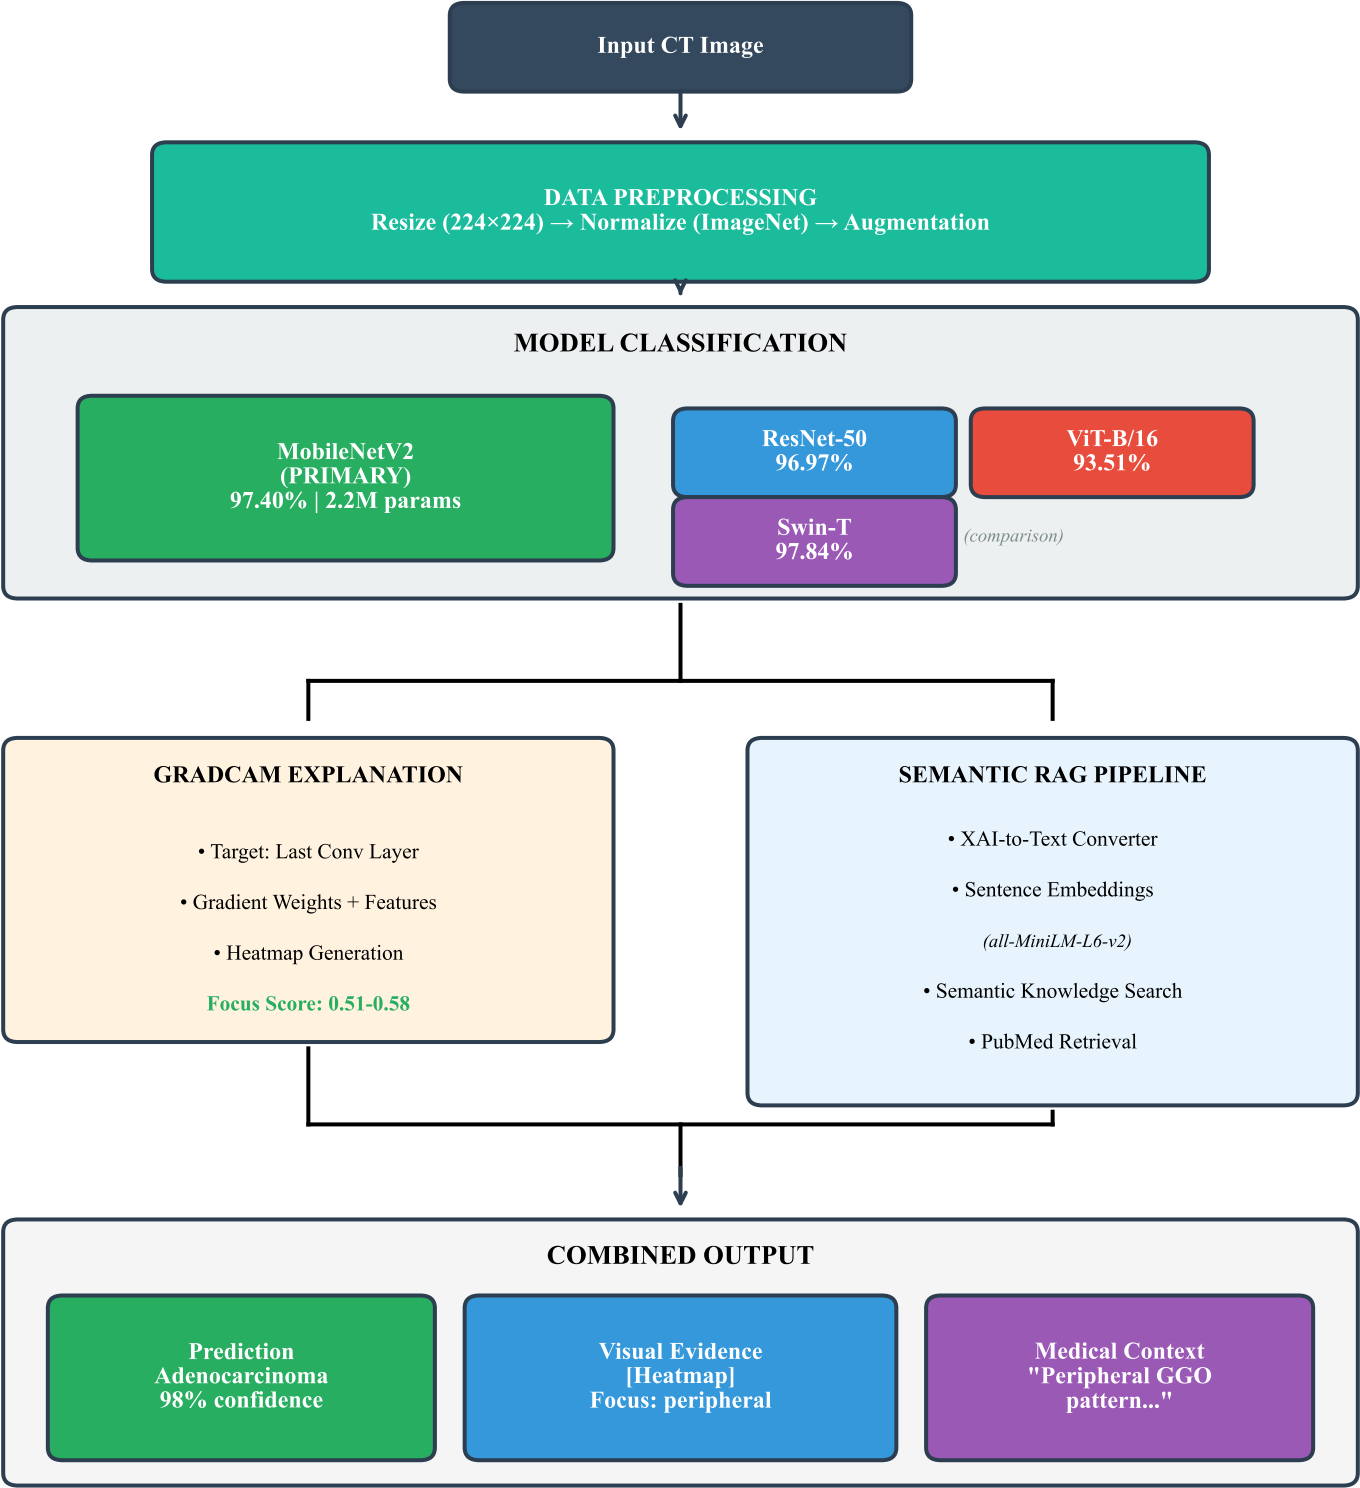 Input CT Image
DATA PREPROCESSING
Resize (224×224) → Normalize (ImageNet) → Augmentation
MODEL CLASSIFICATION
MobileNetV2
(PRIMARY)
97.40% | 2.2M params
ResNet-50
96.97%
ViT-B/16
93.51%
Swin-T
97.84%
(comparison)
GRADCAM EXPLANATION
• Target: Last Conv Layer
• Gradient Weights + Features
• Heatmap Generation
Focus Score: 0.51-0.58
SEMANTIC RAG PIPELINE
• XAI-to-Text Converter
• Sentence Embeddings
(all-MiniLM-L6-v2)
• Semantic Knowledge Search
• PubMed Retrieval
COMBINED OUTPUT
Prediction
Adenocarcinoma
98% confidence
Visual Evidence
[Heatmap]
Focus: peripheral
Medical Context
"Peripheral GGO
pattern..."